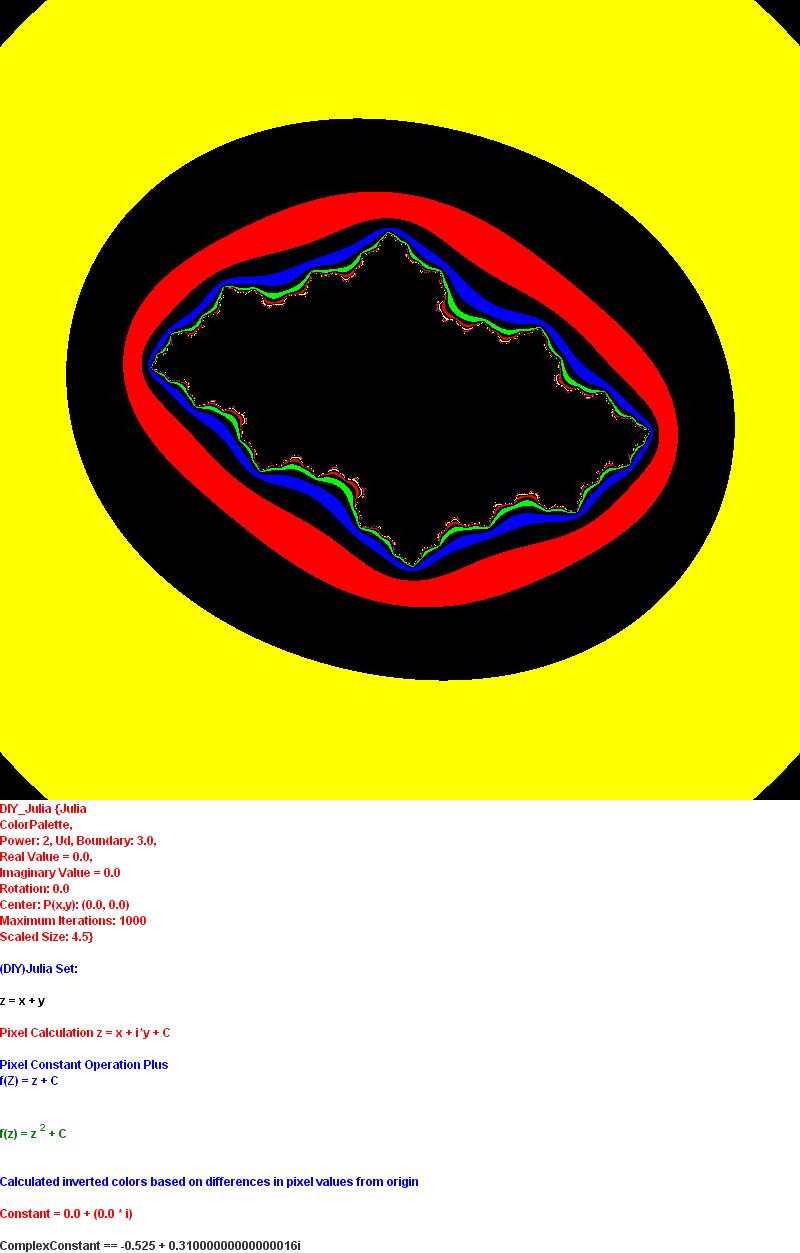 DIY_Julia {Julia
ColorPalette,
Power: 2, Ud, Boundary: 3.0,
Real Value = 0.0,
Imaginary Value = 0.0
Rotation: 0.0
Center: P(x,y): (0.0, 0.0)
Maximum Iterations: 1000
Scaled Size: 4.5}
(DIY)Julia Set:
z = x + y
Pixel Calculation z = x + i*y + C
Pixel Constant Operation Plus
f(Z) = z + C
f(z) = z ² + C
Calculated inverted colors based on differences in pixel values from origin
Constant = 0.0 + (0.0 * i)
ComplexConstant == -0.525 + 0.31000000000000016i